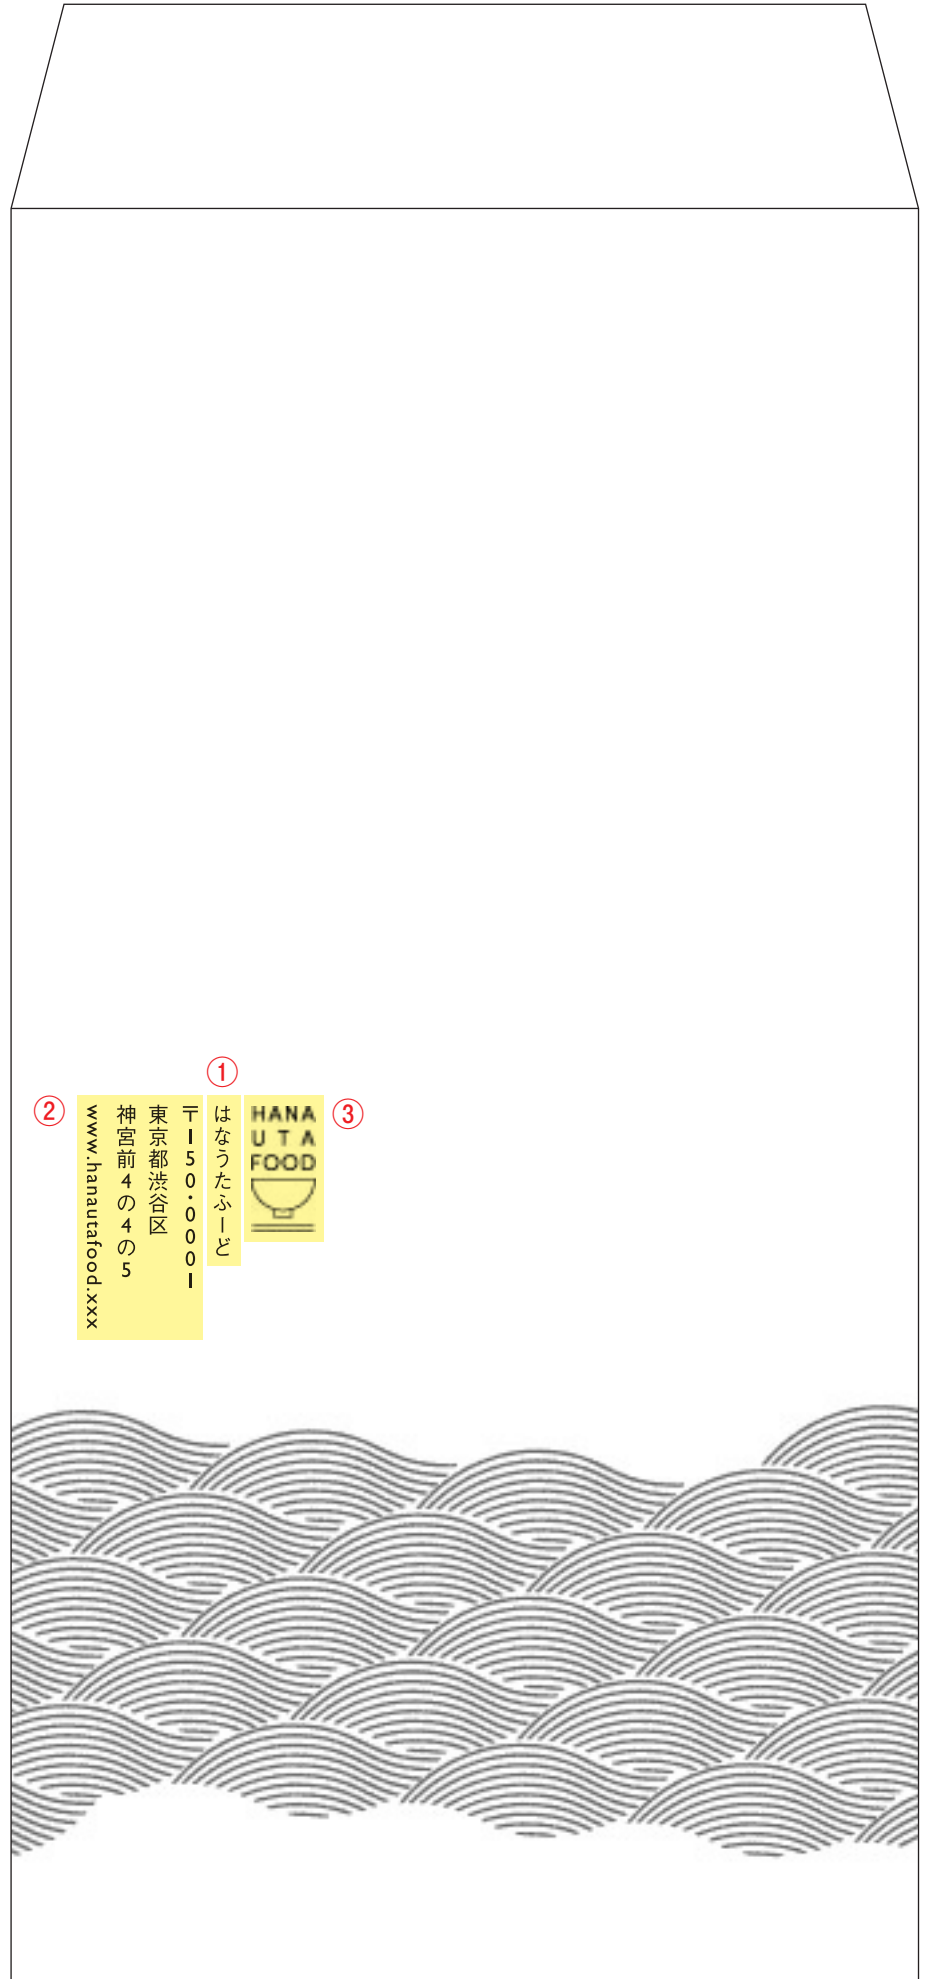 ①
②
③
HANA
UTA
FOOD
はなうたふーど
〒150・0001
東京都渋谷区
神宮前4の4の5
www.hanautafood.xxx